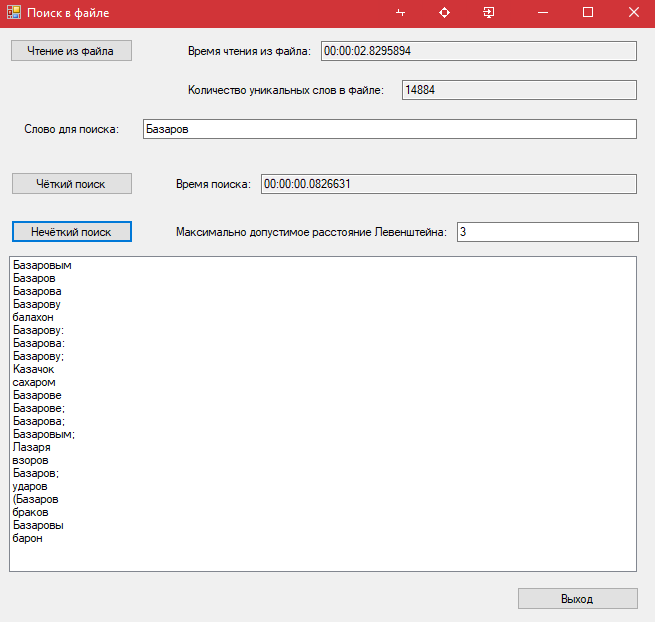 Поиск в файле
Чтение из файла Время чтения из файла: 00:00:02.8295894
Количество уникальных слов в файле: 14884
Слово для поиска: Базаров
Чёткий поиск Время поиска: 00:00:00.0826631
Нечёткий поиск Максимально допустимое расстояние Левенштейна: 3
Базаровым
Базаров
Базарова
Базарову
балахон
Базарову:
Базарова:
Базарову;
Казачок
сахаром
Базарове
Базарове;
Базарова;
Базаровым;
Лазаря
взоров
Базаров;
ударов
(Базаров
браков
Базаровы
барон
Выход